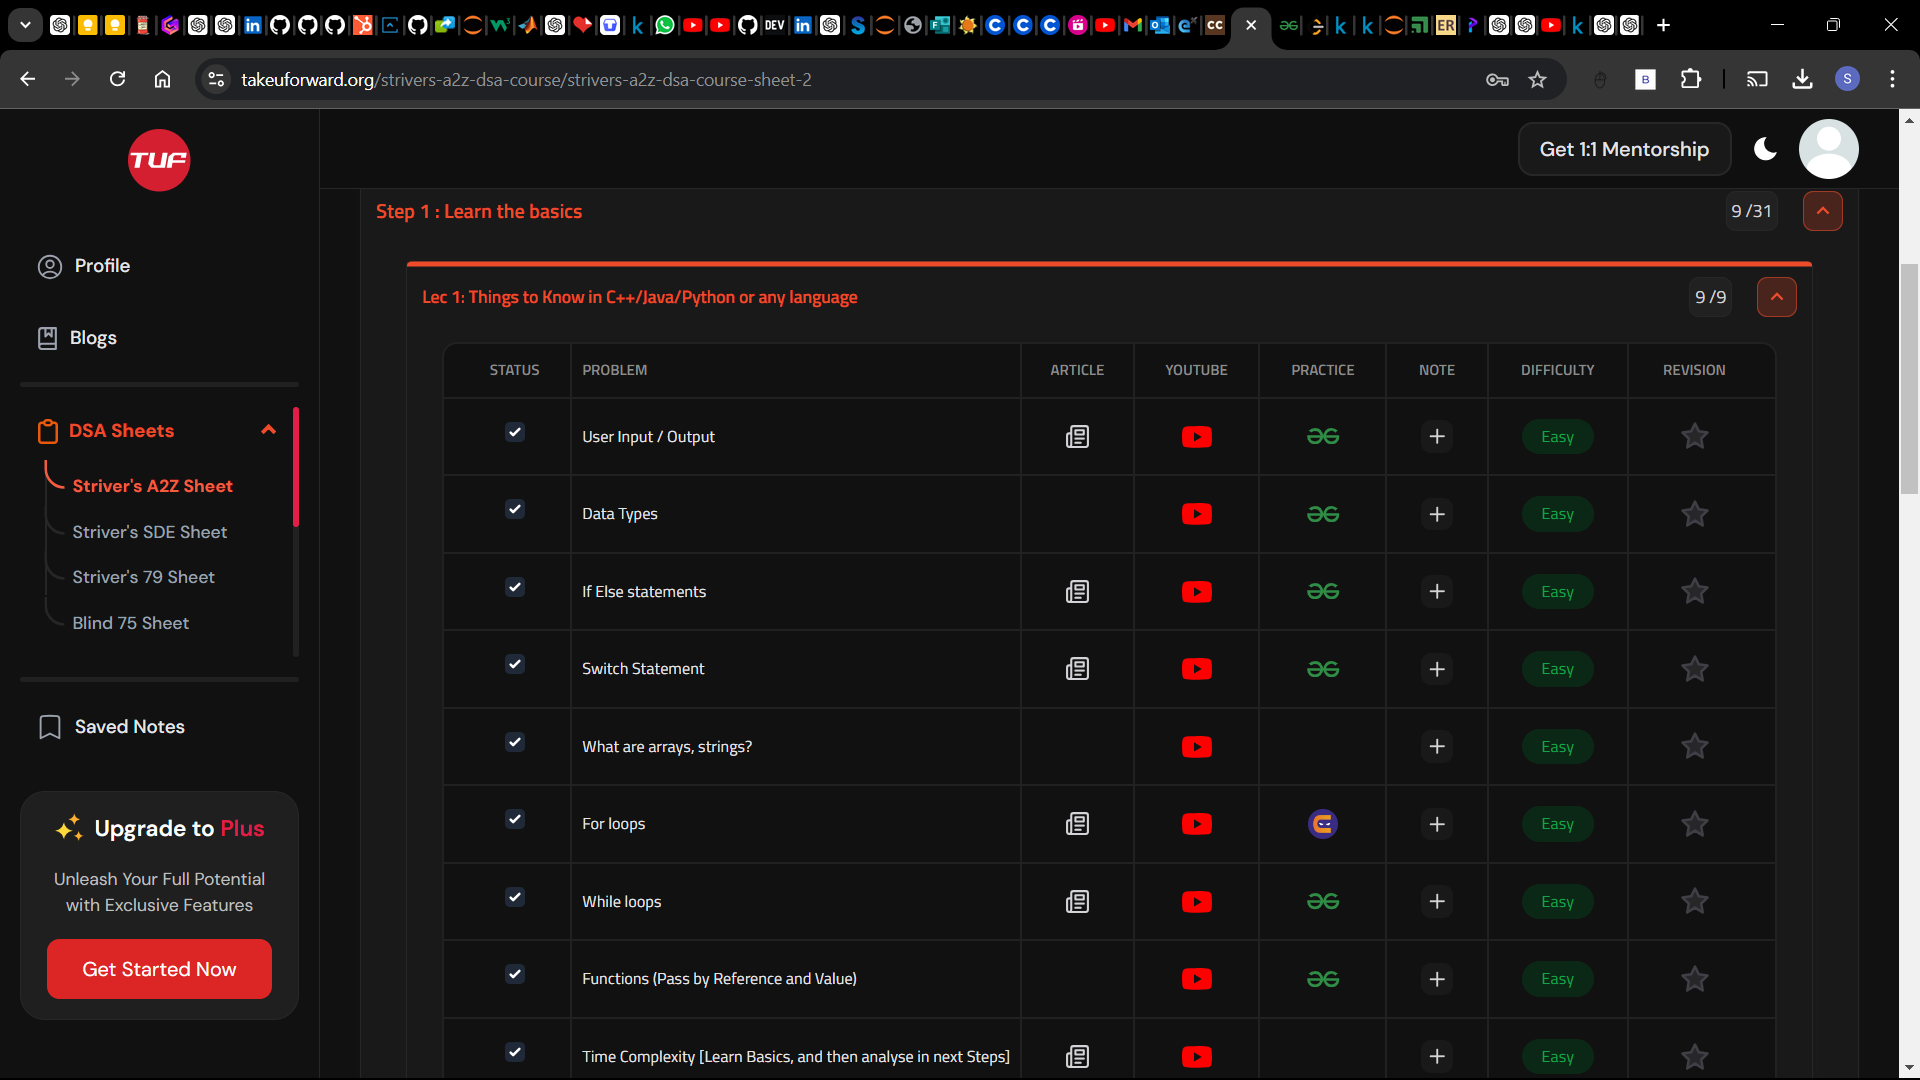 takeuforward.org/strivers-a2z-dsa-course/strivers-a2z-dsa-course-sheet-2
B
S
TUF
Get 1:1 Mentorship
Profile
Blogs
DSA Sheets
Striver's A2Z Sheet
Striver's SDE Sheet
Striver's 79 Sheet
Blind 75 Sheet
Saved Notes
Upgrade to Plus
Unleash Your Full Potential
with Exclusive Features
Get Started Now
Step 1 : Learn the basics
9 /31
Lec 1: Things to Know in C++/Java/Python or any language
9 /9
STATUS PROBLEM ARTICLE YOUTUBE PRACTICE NOTE DIFFICULTY REVISION
User Input / Output Easy
Data Types Easy
If Else statements Easy
Switch Statement Easy
What are arrays, strings? Easy
For loops Easy
While loops Easy
Functions (Pass by Reference and Value) Easy
Time Complexity [Learn Basics, and then analyse in next Steps] Easy